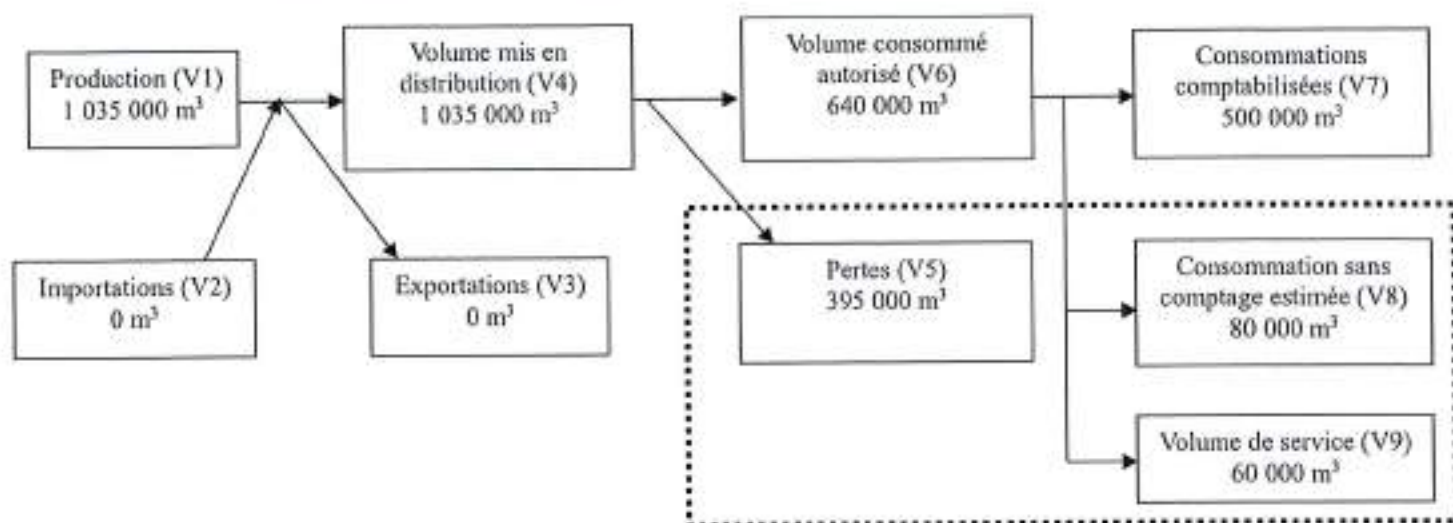 Production (V1)
1 035 000 m³
Volume mis en
distribution (V4)
1 035 000 m³
Volume consommé
autorisé (V6)
640 000 m³
Consommations
comptabilisées (V7)
500 000 m³
Importations (V2)
0 m³
Exportations (V3)
0 m³
Pertes (V5)
395 000 m³
Consommation sans
comptage estimée (V8)
80 000 m³
Volume de service (V9)
60 000 m³